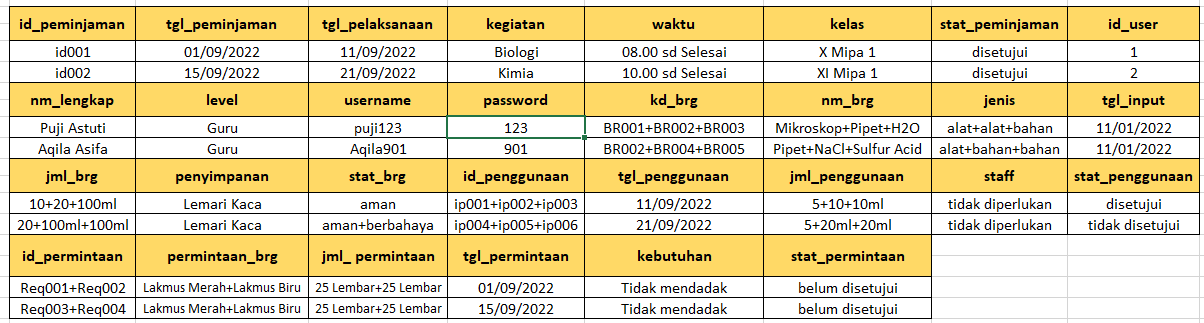 id_peminjaman tgl_peminjaman tgl_pelaksanaan kegiatan waktu kelas stat_peminjaman id_user
id001 01/09/2022 11/09/2022 Biologi 08.00 sd Selesai X Mipa 1 disetujui 1
id002 15/09/2022 21/09/2022 Kimia 10.00 sd Selesai XI Mipa 1 disetujui 2
nm_lengkap level username password kd_brg nm_brg jenis tgl_input
Puji Astuti Guru puji123 123 BR001+BR002+BR003 Mikroskop+Pipet+H2O alat+alat+bahan 11/01/2022
Aqila Asifa Guru Aqila901 901 BR002+BR004+BR005 Pipet+NaCl+Sulfur Acid alat+bahan+bahan 11/01/2022
jml_brg penyimpanan stat_brg id_penggunaan tgl_penggunaan jml_penggunaan staff stat_penggunaan
10+20+100ml Lemari Kaca aman ip001+ip002+ip003 11/09/2022 5+10+10ml tidak diperlukan disetujui
20+100ml+100ml Lemari Kaca aman+berbahaya ip004+ip005+ip006 21/09/2022 5+20ml+20ml tidak diperlukan tidak disetujui
id_permintaan permintaan_brg jml_ permintaan tgl_permintaan kebutuhan stat_permintaan
Req001+Req002 Lakmus Merah+Lakmus Biru 25 Lembar+25 Lembar 01/09/2022 Tidak mendadak belum disetujui
Req003+Req004 Lakmus Merah+Lakmus Biru 25 Lembar+25 Lembar 15/09/2022 Tidak mendadak belum disetujui